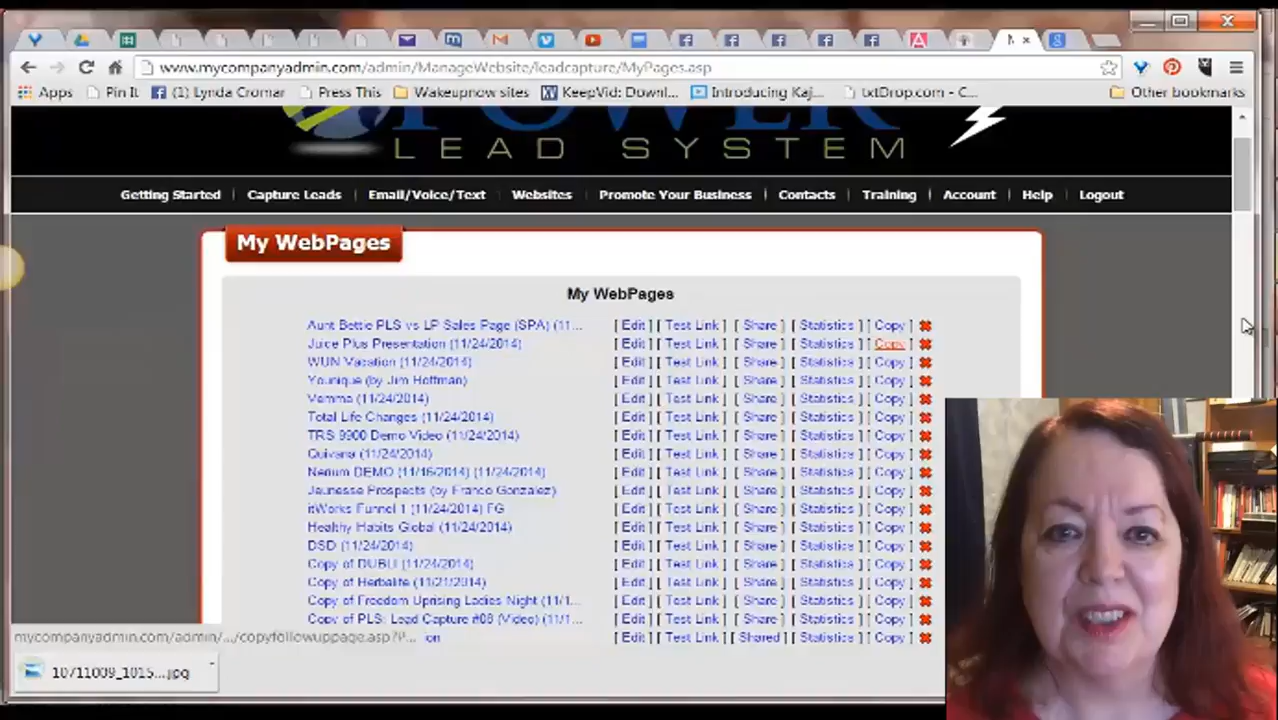 www.mycompanyadmin.com/admin/ManageWebsite/leadcapture/MyPages.asp
Apps Pin It (1) Lynda Cromar Press This Wakeupnow sites KeepVid: Downl... Introducing Kaj... txtDrop.com - C... Other bookmarks
POWER
LEAD SYSTEM
Getting Started Capture Leads Email/Voice/Text Websites Promote Your Business Contacts Training Account Help Logout
My WebPages
My WebPages
Aunt Bettie PLS vs LP Sales Page (SPA) (11... [ Edit ] [ Test Link ] [ Share ] [ Statistics ] [ Copy ]
Juice Plus Presentation (11/24/2014) [ Edit ] [ Test Link ] [ Share ] [ Statistics ] [ Copy ]
WUN Vacation (11/24/2014) [ Edit ] [ Test Link ] [ Share ] [ Statistics ] [ Copy ]
Younique (by Jim Hoffman) [ Edit ] [ Test Link ] [ Share ] [ Statistics ] [ Copy ]
Vemma (11/24/2014) [ Edit ] [ Test Link ] [ Share ] [ Statistics ] [ Copy ]
Total Life Changes (11/24/2014) [ Edit ] [ Test Link ] [ Share ] [ Statistics ] [ Copy ]
TRS 9900 Demo Video (11/24/2014) [ Edit ] [ Test Link ] [ Share ] [ Statistics ] [ Copy ]
Quivana (11/24/2014) [ Edit ] [ Test Link ] [ Share ] [ Statistics ] [ Copy ]
Nerium DEMO (11/16/2014) (11/24/2014) [ Edit ] [ Test Link ] [ Share ] [ Statistics ] [ Copy ]
Jeunesse Prospects (by Franco Gonzalez) [ Edit ] [ Test Link ] [ Share ] [ Statistics ] [ Copy ]
itWorks Funnel 1 (11/24/2014) FG [ Edit ] [ Test Link ] [ Share ] [ Statistics ] [ Copy ]
Healthy Habits Global (11/24/2014) [ Edit ] [ Test Link ] [ Share ] [ Statistics ] [ Copy ]
DSD (11/24/2014) [ Edit ] [ Test Link ] [ Share ] [ Statistics ] [ Copy ]
Copy of DUBLI (11/24/2014) [ Edit ] [ Test Link ] [ Share ] [ Statistics ] [ Copy ]
Copy of Herbalife (11/21/2014) [ Edit ] [ Test Link ] [ Share ] [ Statistics ] [ Copy ]
Copy of Freedom Uprising Ladies Night (11/1... [ Edit ] [ Test Link ] [ Share ] [ Statistics ] [ Copy ]
Copy of PLS: Lead Capture #08 (Video) (11/1... [ Edit ] [ Test Link ] [ Share ] [ Statistics ] [ Copy ]
mycompanyadmin.com/admin/.../copyfollowuppage.asp?P... ion [ Edit ] [ Test Link ] [ Shared ] [ Statistics ] [ Copy ]
10711009_1015....jpg